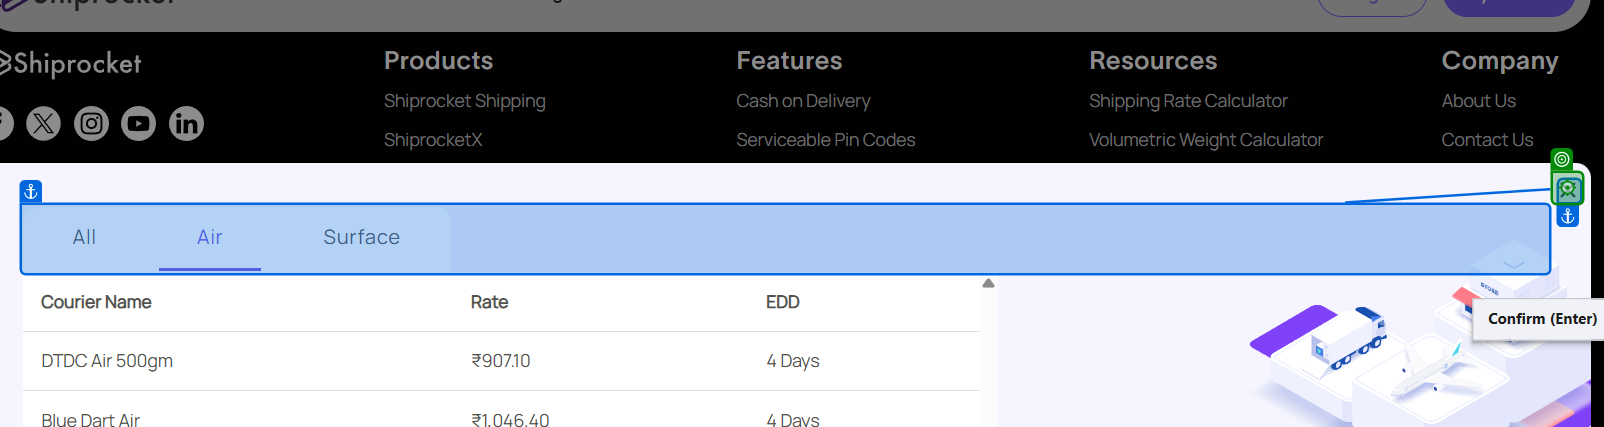 Shiprocket
Shiprocket
Products
Features
Resources
Company
Shiprocket Shipping
Cash on Delivery
Shipping Rate Calculator
About Us
ShiprocketX
Serviceable Pin Codes
Volumetric Weight Calculator
Contact Us
All
Air
Surface
Courier Name
Rate
EDD
STORE
Confirm (Enter)
DTDC Air 500gm
₹907.10
4 Days
Blue Dart Air
₹1,046.40
4 Days